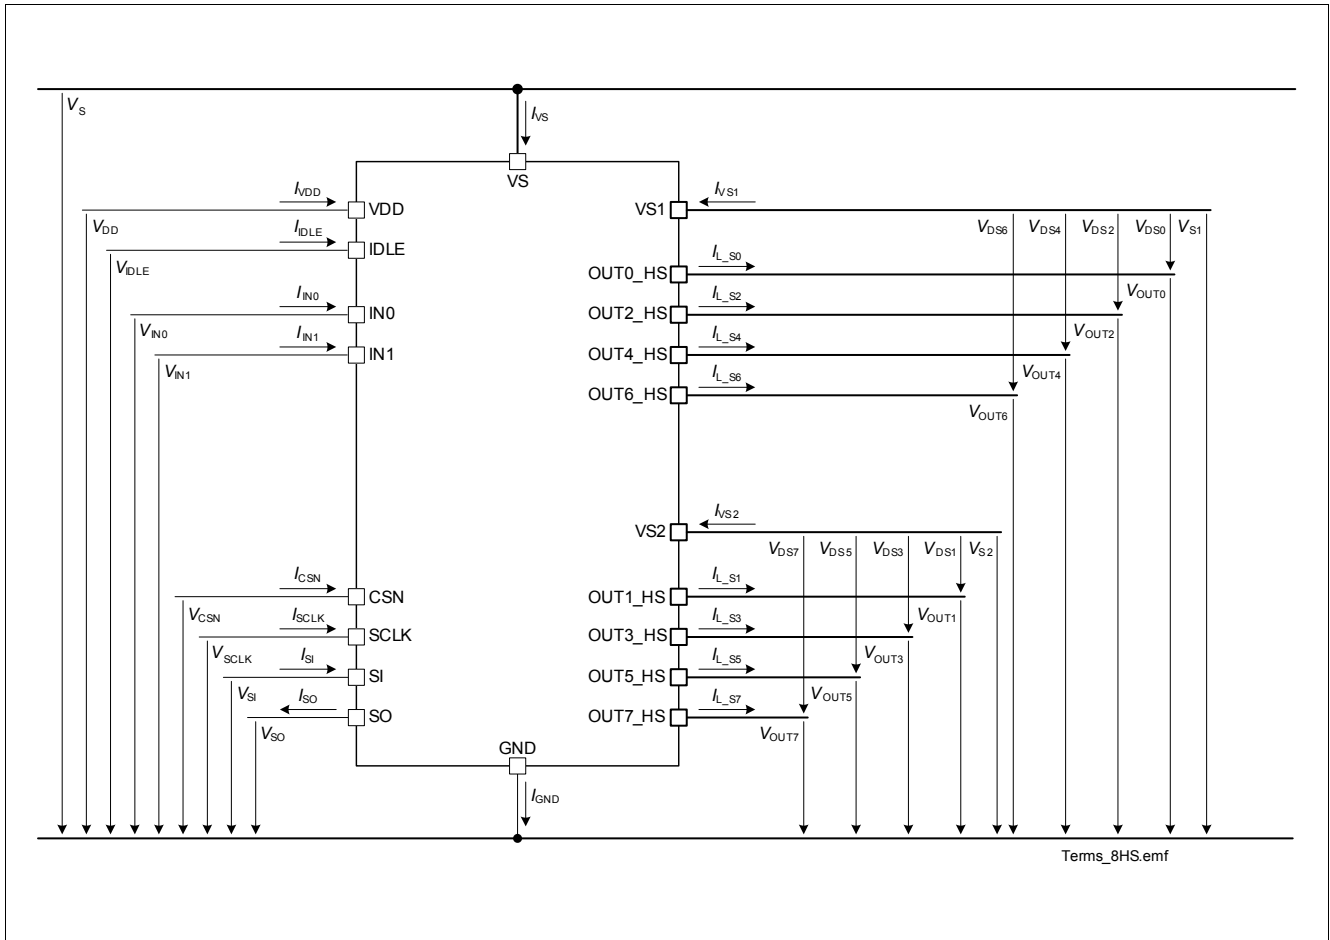 VS
IVS
VS
IVDD
VDD
VDD
IIDLE
IDLE
VIDLE
IIN0
IN0
VIN0
IIN1
IN1
VIN1
ICSN
CSN
VCSN
ISCLK
SCLK
VSCLK
ISI
SI
VSI
ISO
SO
VSO
GND
IGND
VS1
IVS1
VDS6
VDS4
VDS2
VDS0
VS1
OUT0_HS
IL_S0
VOUT0
OUT2_HS
IL_S2
VOUT2
OUT4_HS
IL_S4
VOUT4
OUT6_HS
IL_S6
VOUT6
VS2
IVS2
VDS7
VDS5
VDS3
VDS1
VS2
OUT1_HS
IL_S1
VOUT1
OUT3_HS
IL_S3
VOUT3
OUT5_HS
IL_S5
VOUT5
OUT7_HS
IL_S7
VOUT7
Terms_8HS.emf